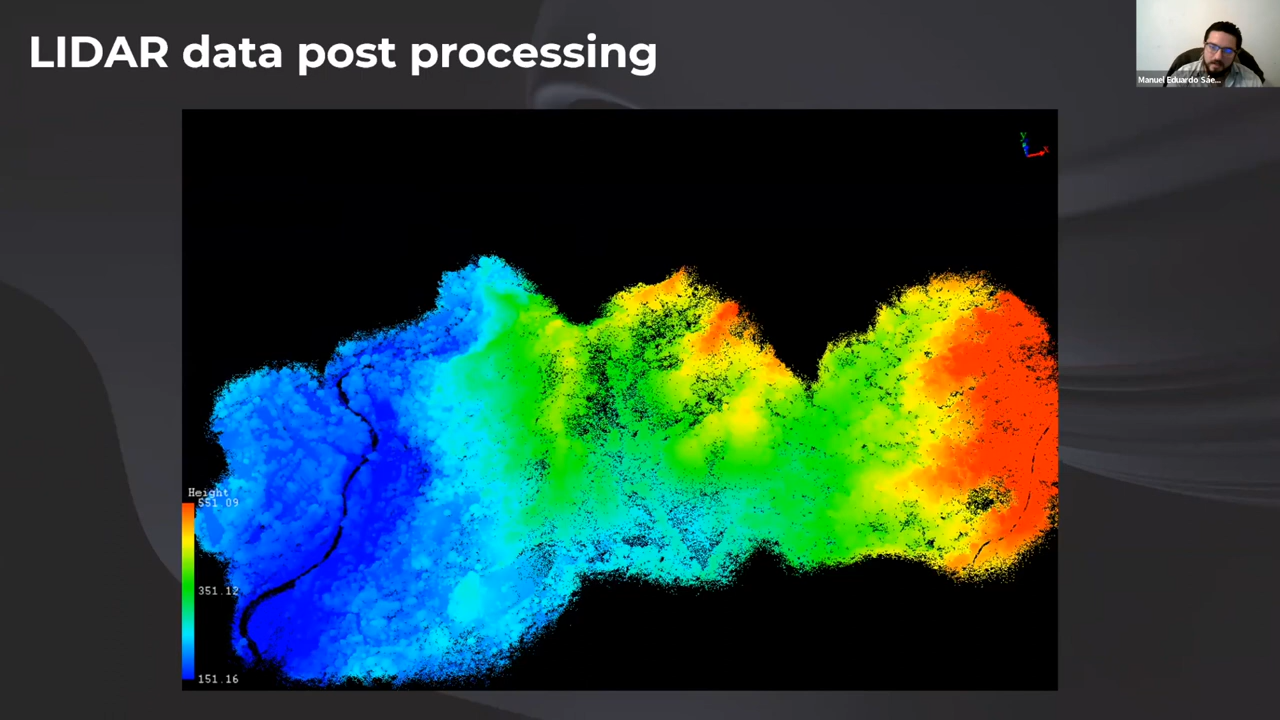 LIDAR data post processing
Manuel Eduardo Sáe...
y
x
Height
551.09
351.12
151.16